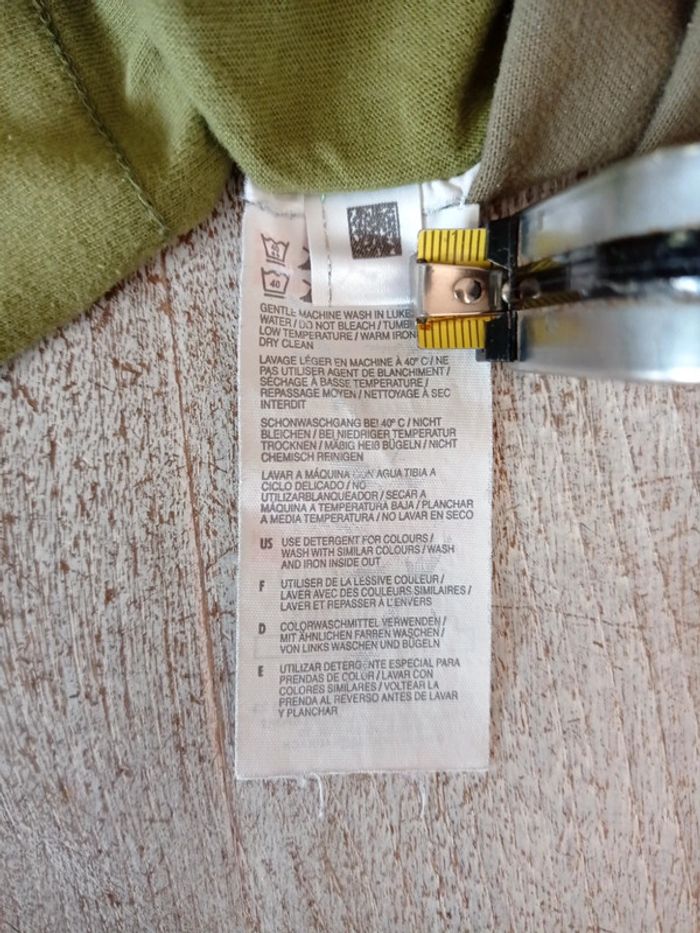 40
GENTLE MACHINE WASH IN
WATER / DO NOT BLEACH /
LOW TEMPERATURE / WARM IRON
DRY CLEAN
LAVAGE LÉGER EN MACHINE À 40° C / NE
PAS UTILISER AGENT DE BLANCHIMENT /
SÉCHAGE À BASSE TEMPERATURE /
REPASSAGE MOYEN / NETTOYAGE À SEC
INTERDIT
SCHONWASCHGANG BEI 40° C / NICHT
BLEICHEN / BEI NIEDRIGER TEMPERATUR
TROCKNEN / MÄßIG HEIß BÜGELN / NICHT
CHEMISCH REINIGEN
LAVAR A MÁQUINA CON AGUA TIBIA A
CICLO DELICADO / NO
UTILIZARBLANQUEADOR / SECAR A
MÁQUINA A TEMPERATURA BAJA / PLANCHAR
A MEDIA TEMPERATURA / NO LAVAR EN SECO
US USE DETERGENT FOR COLOURS /
WASH WITH SIMILAR COLOURS / WASH
AND IRON INSIDE OUT
F UTILISER DE LA LESSIVE COULEUR /
LAVER AVEC DES COULEURS SIMILAIRES /
LAVER ET REPASSER À L'ENVERS
D COLORWASCHMITTEL VERWENDEN /
MIT ÄHNLICHEN FARBEN WASCHEN /
VON LINKS WASCHEN UND BÜGELN
E UTILIZAR DETERGENTE ESPECIAL PARA
PRENDAS DE COLOR / LAVAR CON
COLORES SIMILARES / VOLTEAR LA
PRENDA AL REVERSO ANTES DE LAVAR
Y PLANCHAR